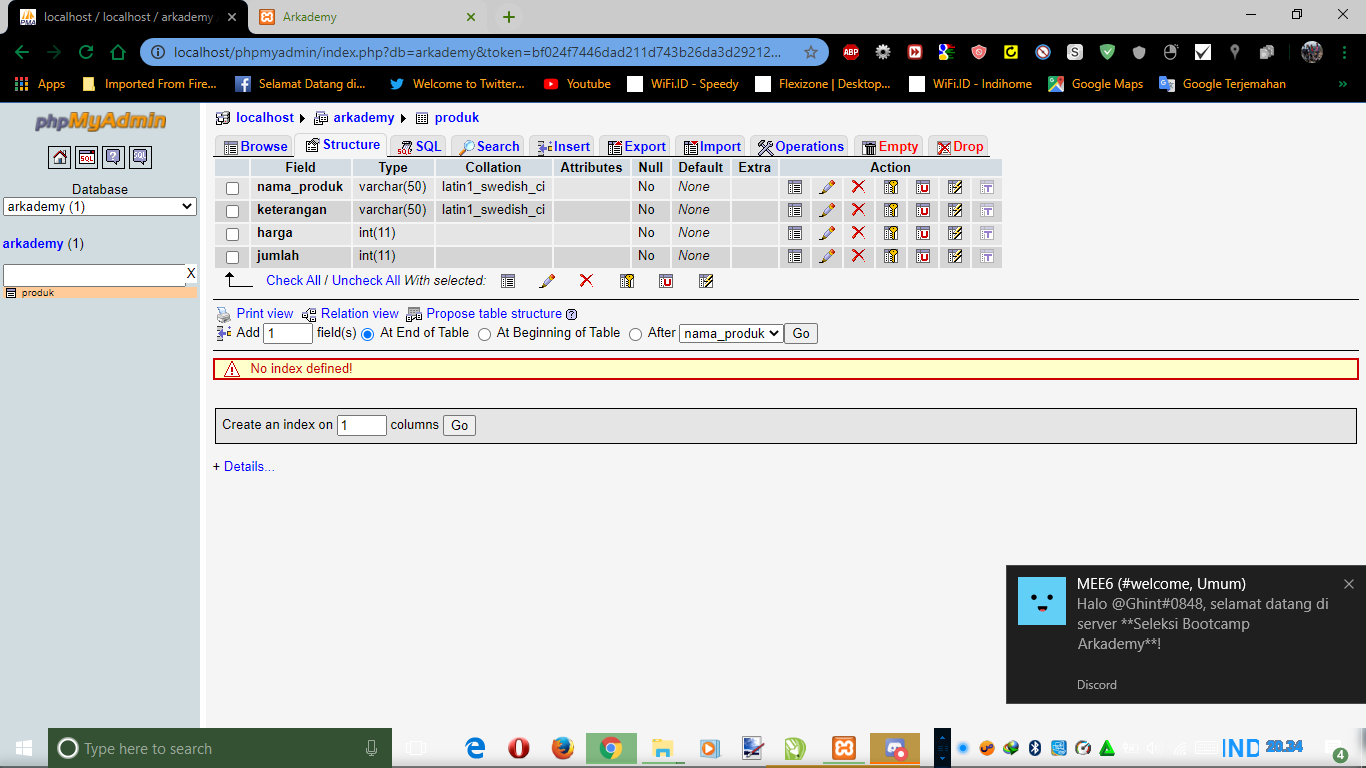 localhost / localhost / arkademy
Arkademy
localhost/phpmyadmin/index.php?db=arkademy&token=bf024f7446dad211d743b26da3d29212...
Apps
Imported From Fire...
Selamat Datang di...
Welcome to Twitter...
Youtube
WiFi.ID - Speedy
Flexizone | Desktop...
WiFi.ID - Indihome
Google Maps
Google Terjemahan
phpMyAdmin
Database
arkademy (1)
arkademy (1)
X
produk
localhost arkademy produk
Browse Structure SQL Search Insert Export Import Operations Empty Drop
Field Type Collation Attributes Null Default Extra Action
nama_produk varchar(50) latin1_swedish_ci No None
keterangan varchar(50) latin1_swedish_ci No None
harga int(11) No None
jumlah int(11) No None
Check All / Uncheck All With selected:
Print view Relation view Propose table structure
Add 1 field(s) At End of Table At Beginning of Table After nama_produk Go
No index defined!
Create an index on 1 columns Go
+ Details...
MEE6 (#welcome, Umum)
Halo @Ghint#0848, selamat datang di
server **Seleksi Bootcamp
Arkademy**!
Discord
Type here to search
IND
20.24
4